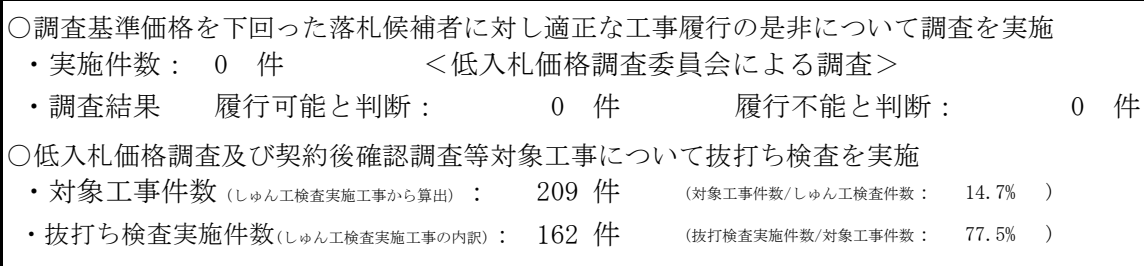 ○調査基準価格を下回った落札候補者に対し適正な工事履行の是非について調査を実施
・実施件数： 0 件 ＜低入札価格調査委員会による調査＞
・調査結果 履行可能と判断： 0 件 履行不能と判断： 0 件
○低入札価格調査及び契約後確認調査等対象工事について抜打ち検査を実施
・対象工事件数(しゅん工検査実施工事から算出)： 209 件 (対象工事件数/しゅん工検査件数： 14.7% )
・抜打ち検査実施件数(しゅん工検査実施工事の内訳)： 162 件 (抜打検査実施件数/対象工事件数： 77.5% )